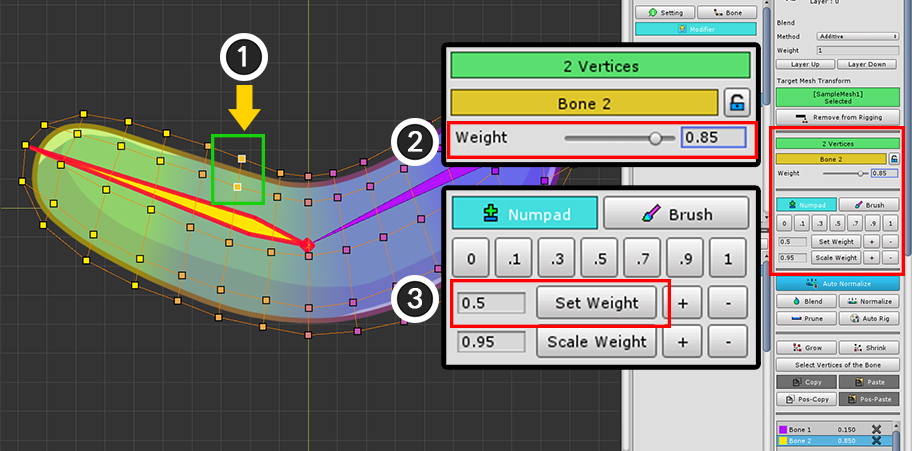 Layer : 0
Setting
Bone
Modifier
Blend
Method
Additive
Weight
1
Layer Up
Layer Down
Target Mesh Transform
[SampleMesh1]
Selected
Remove from Rigging
1
2 Vertices
Bone 2
2
Weight
0.85
2 Vertices
Bone 2
Weight
0.85
Numpad
Brush
0 .1 .3 .5 .7 .9 1
3
0.5
Set Weight
+ -
0.95
Scale Weight
+ -
Numpad
Brush
0 .1 .3 .5 .7 .9 1
0.5
Set Weight
+ -
0.95
Scale Weight
+ -
Auto Normalize
Blend
Normalize
Prune
Auto Rig
Grow
Shrink
Select Vertices of the Bone
Copy
Paste
Pos-Copy
Pos-Paste
Bone 1 0.150
Bone 2 0.850